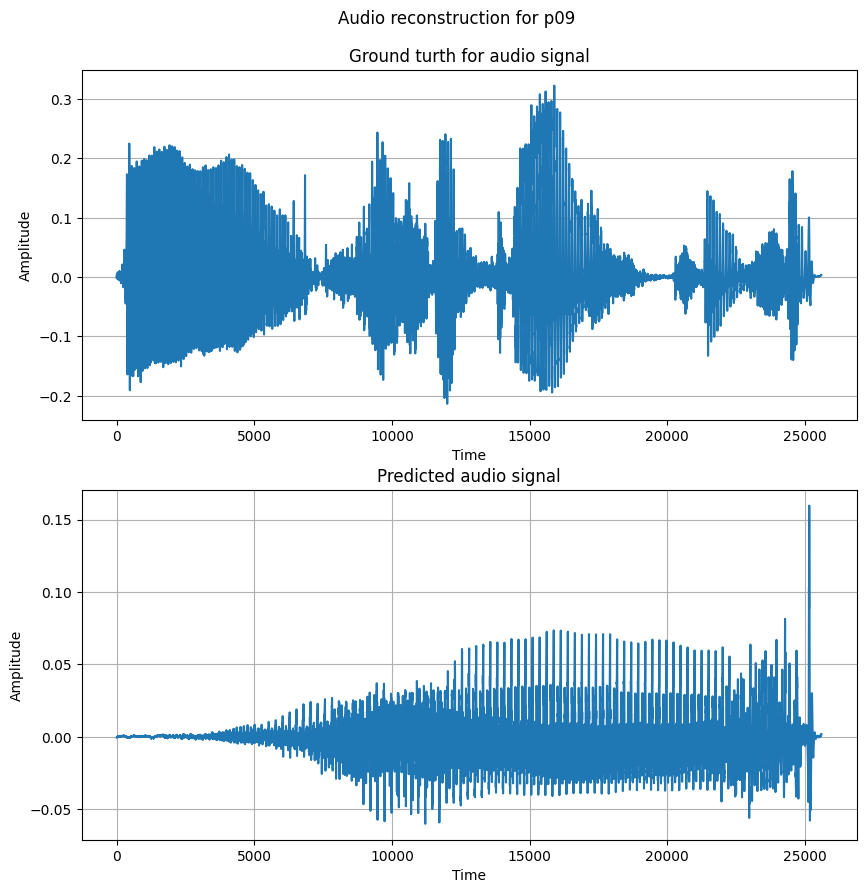 Audio reconstruction for p09
Ground turth for audio signal
0.3
0.2
0.1
0.0
−0.1
−0.2
Amplitude
0 5000 10000 15000 20000 25000
Time
Predicted audio signal
0.15
0.10
0.05
0.00
−0.05
Amplitude
0 5000 10000 15000 20000 25000
Time